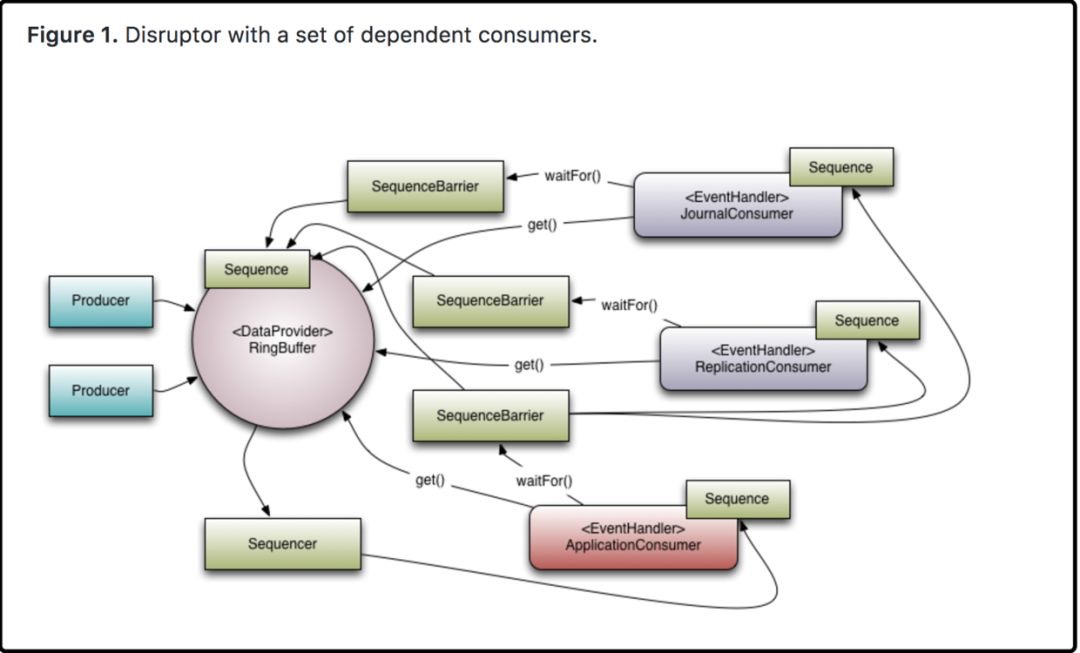 Figure 1. Disruptor with a set of dependent consumers.
SequenceBarrier
waitFor()
Sequence
<EventHandler>
JournalConsumer
get()
Sequence
Producer
SequenceBarrier
waitFor()
Sequence
<DataProvider>
RingBuffer
<EventHandler>
ReplicationConsumer
get()
Producer
SequenceBarrier
get()
waitFor()
Sequence
<EventHandler>
ApplicationConsumer
Sequencer